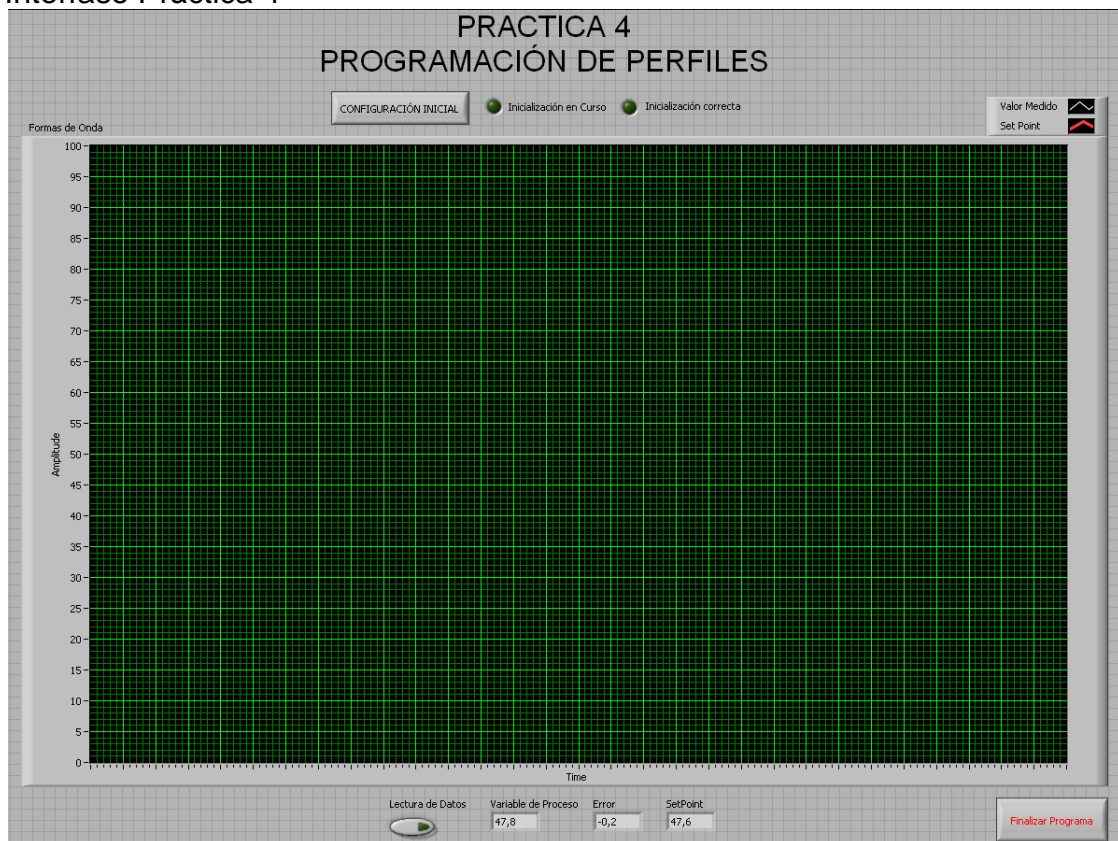 Interfase Práctica 4
PRACTICA 4
PROGRAMACIÓN DE PERFILES
CONFIGURACIÓN INICIAL
Inicialización en Curso
Inicialización correcta
Valor Medido
Set Point
Formas de Onda
100
95
90
85
80
75
70
65
60
55
50
45
40
35
30
25
20
15
10
5
0
Amplitude
Time
Lectura de Datos
Variable de Proceso
Error
SetPoint
47,8
-0,2
47,6
Finalizar Programa